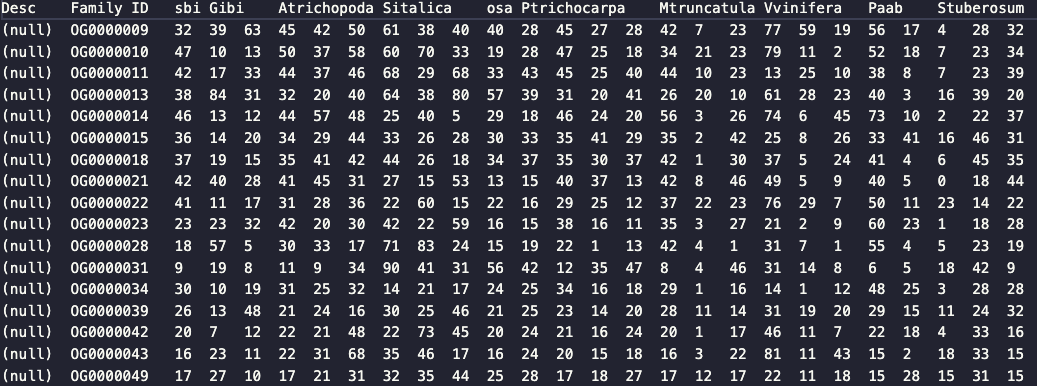 Desc Family ID sbi Gibi Atrichopoda Sitalica osa Ptrichocarpa Mtruncatula Vvinifera Paab Stuberosum
(null) OG0000009 32 39 63 45 42 50 61 38 40 40 28 45 27 28 42 7 23 77 59 19 56 17 4 28 32
(null) OG0000010 47 10 13 50 37 58 60 70 33 19 28 47 25 18 34 21 23 79 11 2 52 18 7 23 34
(null) OG0000011 42 17 33 44 37 46 68 29 68 33 43 45 25 40 44 10 23 13 25 10 38 8 7 23 39
(null) OG0000013 38 84 31 32 20 40 64 38 80 57 39 31 20 41 26 20 10 61 28 23 40 3 16 39 20
(null) OG0000014 46 13 12 44 57 48 25 40 5 29 18 46 24 20 56 3 26 74 6 45 73 10 2 22 37
(null) OG0000015 36 14 20 34 29 44 33 26 28 30 33 35 41 29 35 2 42 25 8 26 33 41 16 46 31
(null) OG0000018 37 19 15 35 41 42 44 26 18 34 37 35 30 37 42 1 30 37 5 24 41 4 6 45 35
(null) OG0000021 42 40 28 41 45 31 27 15 53 13 15 40 37 13 42 8 46 49 5 9 40 5 0 18 44
(null) OG0000022 41 11 17 31 28 36 22 60 15 22 16 29 25 12 37 22 23 76 29 7 50 11 23 14 22
(null) OG0000023 23 23 32 42 20 30 42 22 59 16 15 38 16 11 35 3 27 21 2 9 60 23 1 18 28
(null) OG0000028 18 57 5 30 33 17 71 83 24 15 19 22 1 13 42 4 1 31 7 1 55 4 5 23 19
(null) OG0000031 9 19 8 11 9 34 90 41 31 56 42 12 35 47 8 4 46 31 14 8 6 5 18 42 9
(null) OG0000034 30 10 19 31 25 32 14 21 17 24 25 34 16 18 29 1 16 14 1 12 48 25 3 28 28
(null) OG0000039 26 13 48 21 24 16 30 25 46 21 25 23 14 20 28 11 14 31 19 20 29 15 11 24 32
(null) OG0000042 20 7 12 22 21 48 22 73 45 20 24 21 16 24 20 1 17 46 11 7 22 18 4 33 16
(null) OG0000043 16 23 11 22 31 68 35 46 17 16 24 20 15 18 16 3 22 81 11 43 15 2 18 33 15
(null) OG0000049 17 27 10 17 21 31 32 35 44 25 28 17 18 27 17 12 17 22 11 18 15 28 15 31 15